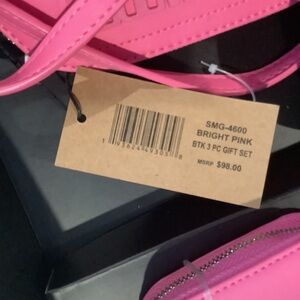 SMG-4600
BRIGHT PINK
BTK 3 PC GIFT SET
MSRP $98.00